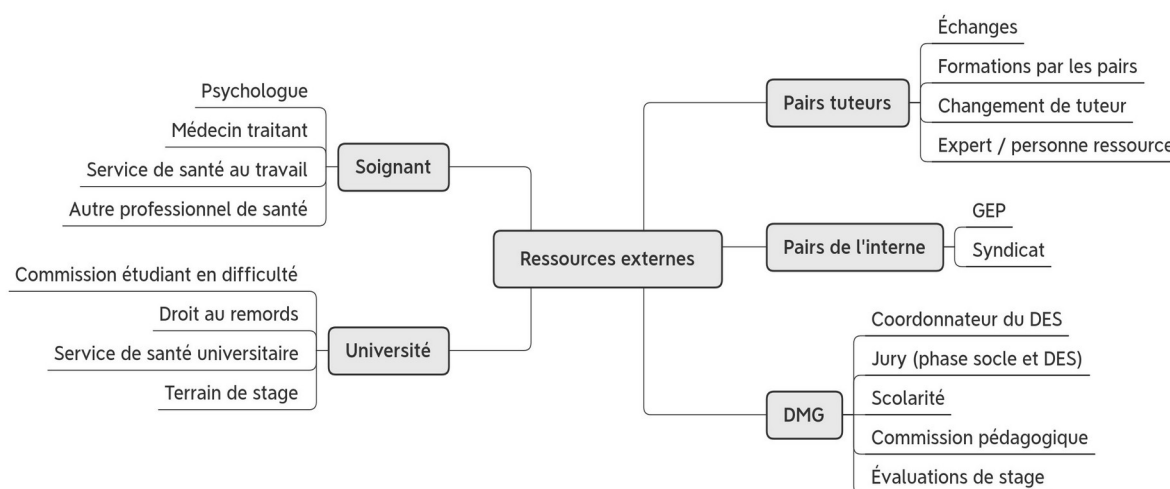 Psychologue
Médecin traitant
Service de santé au travail
Autre professionnel de santé
Soignant
Commission étudiant en difficulté
Droit au remords
Service de santé universitaire
Terrain de stage
Université
Ressources externes
Pairs tuteurs
Échanges
Formations par les pairs
Changement de tuteur
Expert / personne ressource
Pairs de l'interne
GEP
Syndicat
DMG
Coordonnateur du DES
Jury (phase socle et DES)
Scolarité
Commission pédagogique
Évaluations de stage